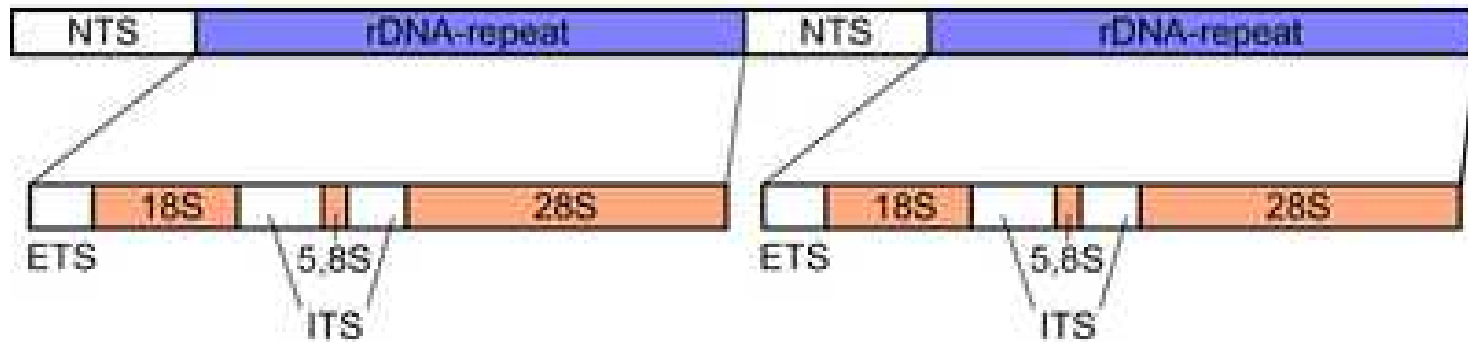 NTS rDNA-repeat NTS rDNA-repeat
18S 28S 18S 28S
ETS 5,8S ETS 5,8S
ITS ITS